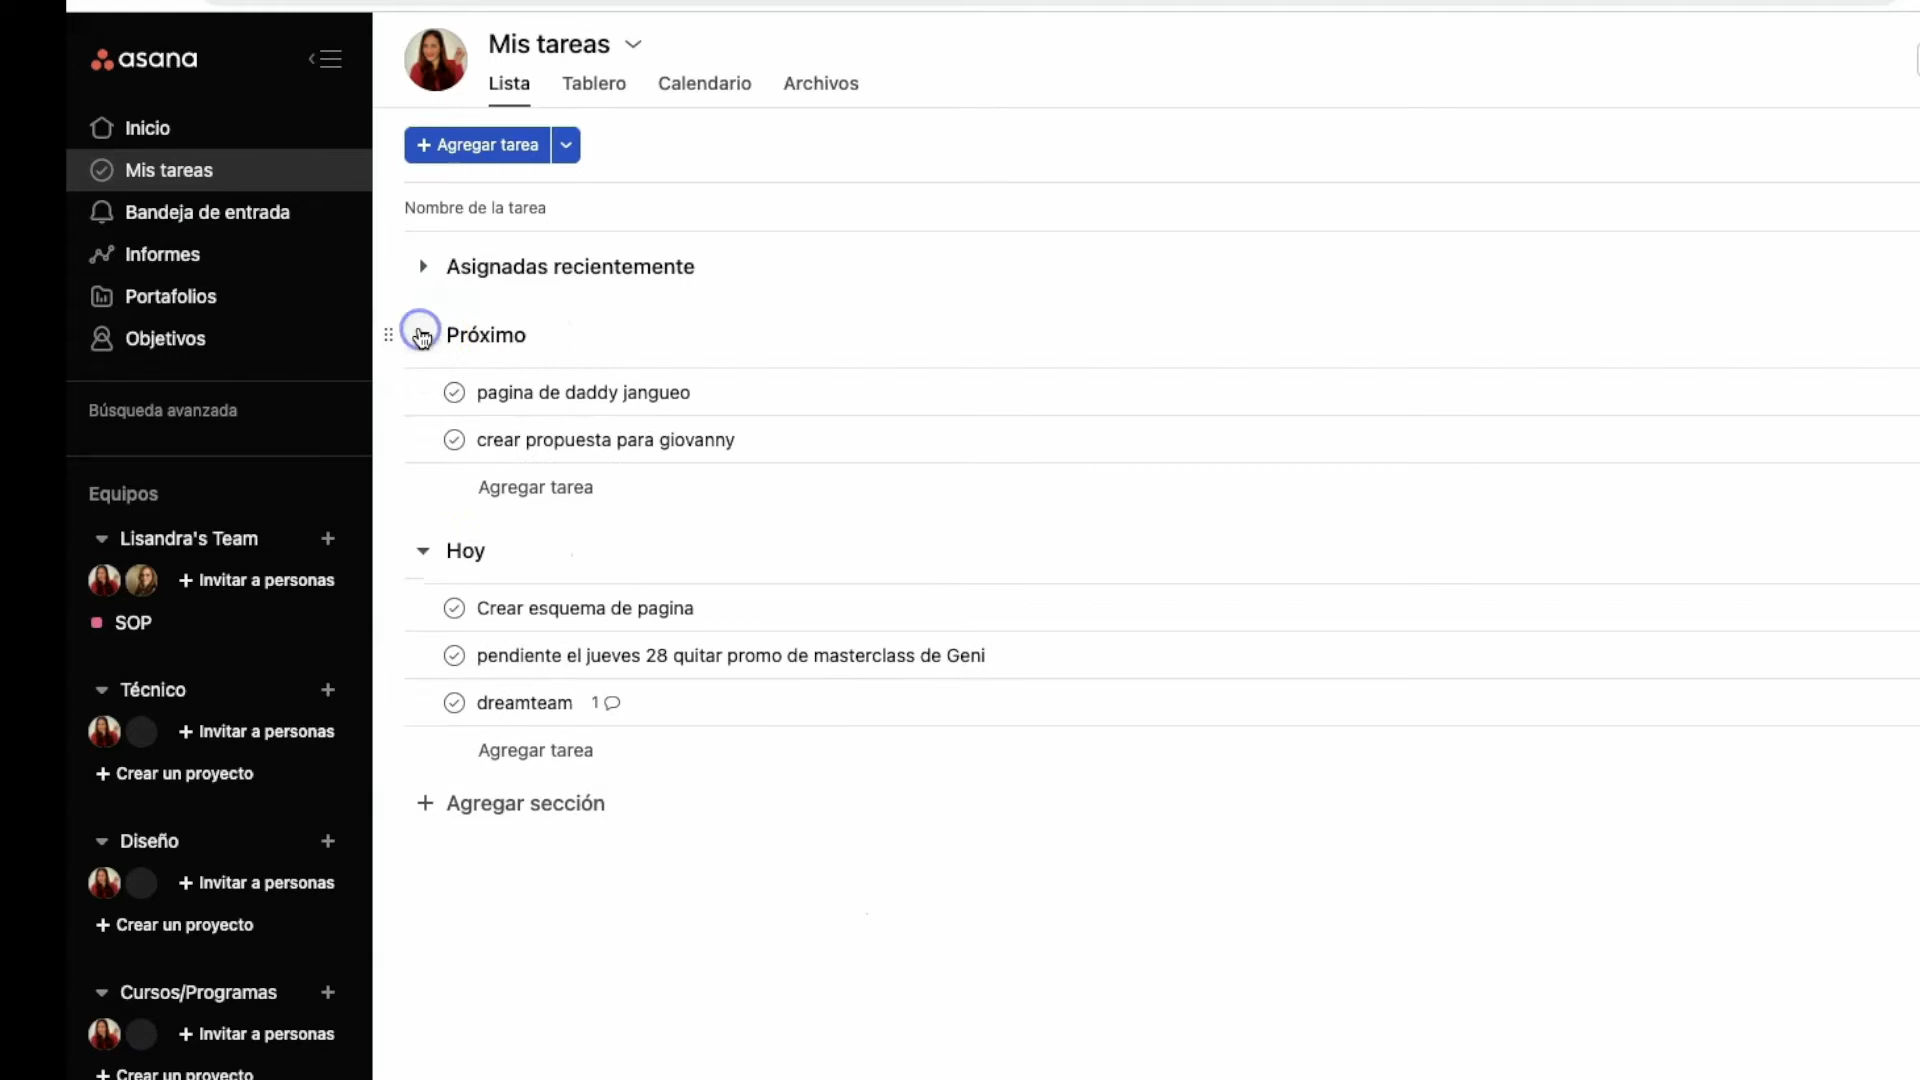 asana
Inicio
Mis tareas
Bandeja de entrada
Informes
Portafolios
Objetivos
Búsqueda avanzada
Equipos
Lisandra's Team +
+ Invitar a personas
SOP
Técnico +
+ Invitar a personas
+ Crear un proyecto
Diseño +
+ Invitar a personas
+ Crear un proyecto
Cursos/Programas +
+ Invitar a personas
+ Crear un proyecto
Mis tareas
Lista Tablero Calendario Archivos
+ Agregar tarea
Nombre de la tarea
Asignadas recientemente
Próximo
pagina de daddy jangueo
crear propuesta para giovanny
Agregar tarea
Hoy
Crear esquema de pagina
pendiente el jueves 28 quitar promo de masterclass de Geni
dreamteam 1
Agregar tarea
+ Agregar sección